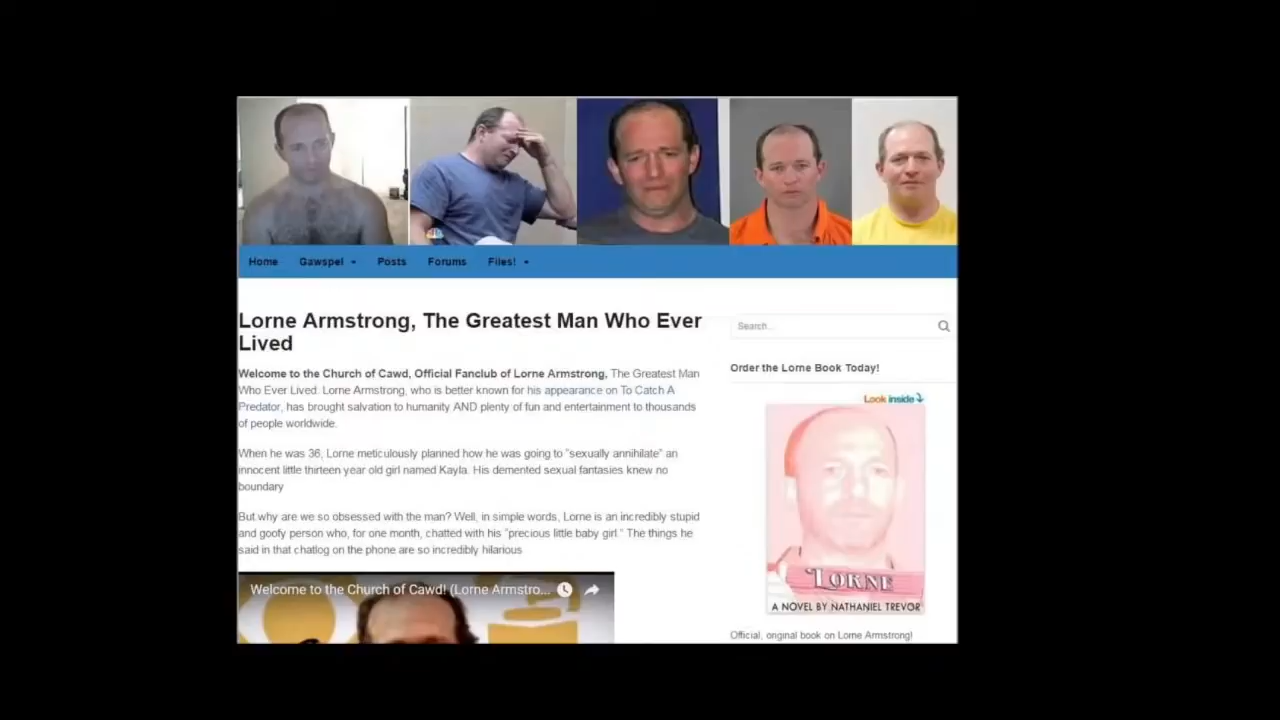 Home
Gawspel
Posts
Forums
Files!
Lorne Armstrong, The Greatest Man Who Ever
Lived
Welcome to the Church of Cawd, Official Fanclub of Lorne Armstrong, The Greatest Man
Who Ever Lived. Lorne Armstrong, who is better known for his appearance on To Catch A
Predator, has brought salvation to humanity AND plenty of fun and entertainment to thousands
of people worldwide.
When he was 36, Lorne meticulously planned how he was going to "sexually annihilate" an
innocent little thirteen year old girl named Kayla. His demented sexual fantasies knew no
boundary
But why are we so obsessed with the man? Well, in simple words, Lorne is an incredibly stupid
and goofy person who, for one month, chatted with his "precious little baby girl." The things he
said in that chatlog on the phone are so incredibly hilarious
Welcome to the Church of Cawd! (Lorne Armstro...
Search...
Order the Lorne Book Today!
Look inside
LORNE
A NOVEL BY NATHANIEL TREVOR
Official, original book on Lorne Armstrong!